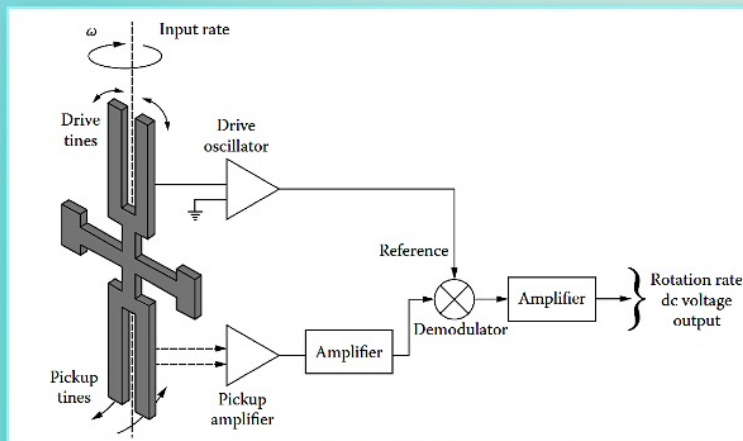 ω
Input rate
Drive
tines
Drive
oscillator
Reference
Demodulator
Amplifier
Rotation rate
dc voltage
output
Pickup
tines
Pickup
amplifier
Amplifier